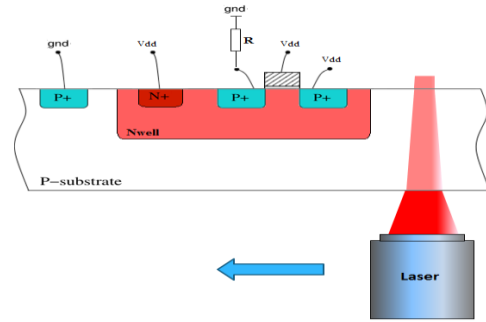 gnd
gnd
Vdd
R
Vdd
Vdd
P+
N+
P+
P+
Nwell
P-substrate
Laser